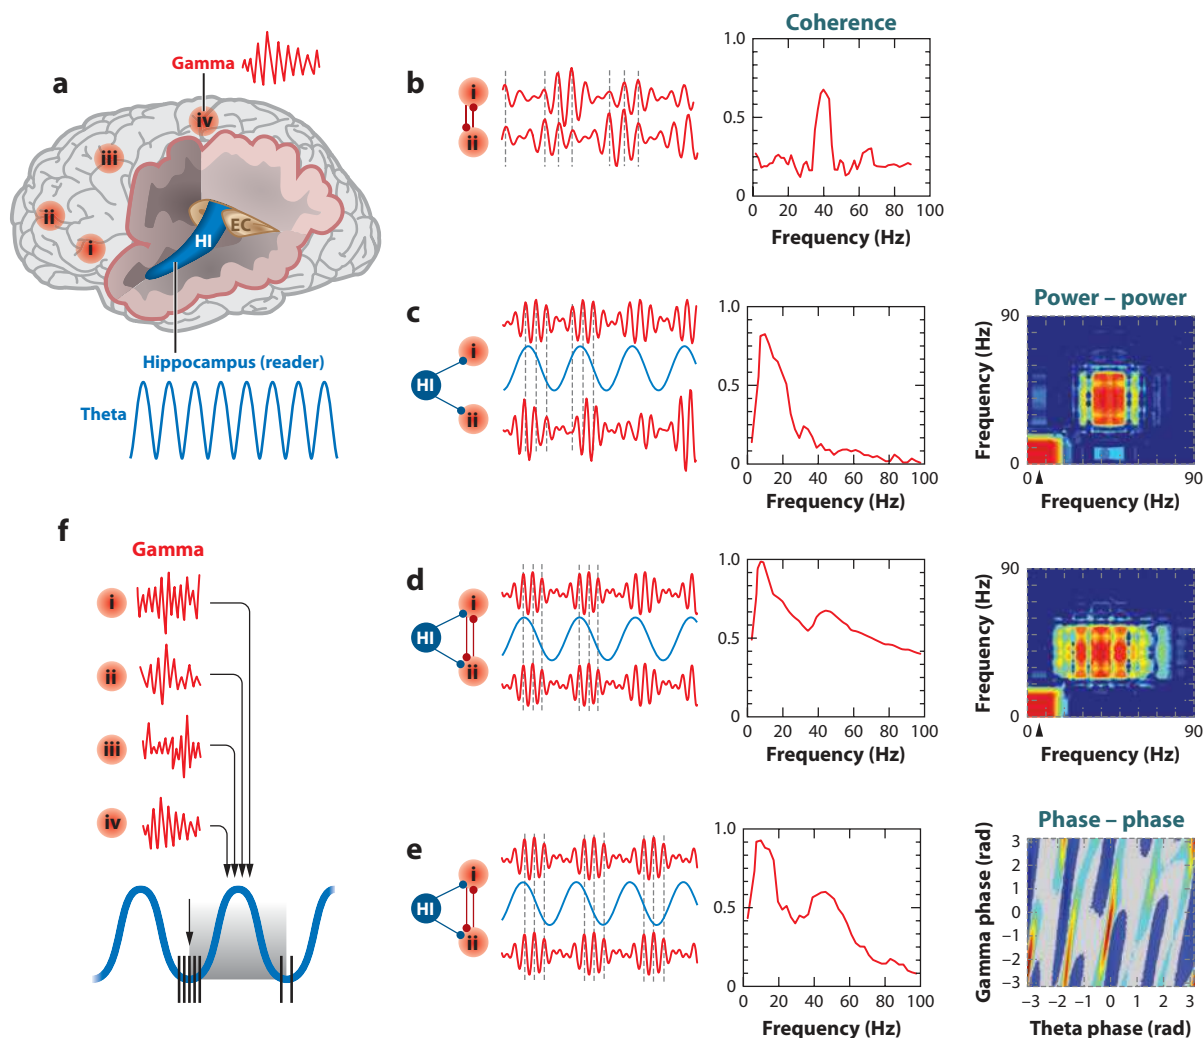 a
Gamma
iv
iii
ii
i
HI
EC
Hippocampus (reader)
Theta
b
i
ii
Coherence
1.0
0.5
0
0 20 40 60 80 100
Frequency (Hz)
c
HI
i
ii
1.0
0.5
0
0 20 40 60 80 100
Frequency (Hz)
Power – power
90
Frequency (Hz)
0
0 90
Frequency (Hz)
d
HI
i
ii
1.0
0.5
0
0 20 40 60 80 100
Frequency (Hz)
90
Frequency (Hz)
0
0 90
Frequency (Hz)
e
HI
i
ii
1.0
0.5
0
0 20 40 60 80 100
Frequency (Hz)
Phase – phase
Gamma phase (rad)
3
2
1
0
−1
−2
−3
−3 −2 −1 0 1 2 3
Theta phase (rad)
f
Gamma
i
ii
iii
iv